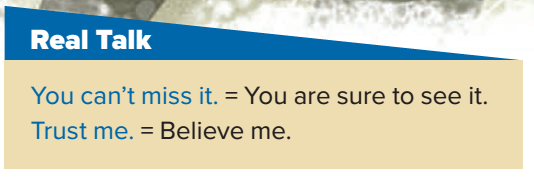 Real Talk
You can't miss it. = You are sure to see it.
Trust me. = Believe me.